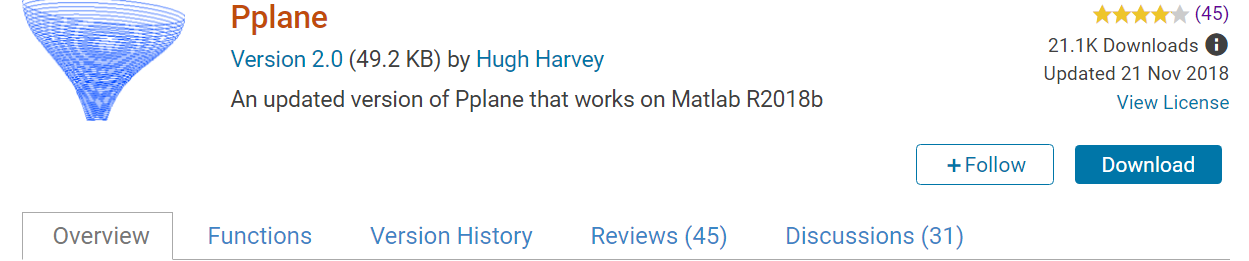 Pplane
(45)
Version 2.0 (49.2 KB) by Hugh Harvey
21.1K Downloads
Updated 21 Nov 2018
An updated version of Pplane that works on Matlab R2018b
View License
+Follow
Download
Overview
Functions
Version History
Reviews (45)
Discussions (31)